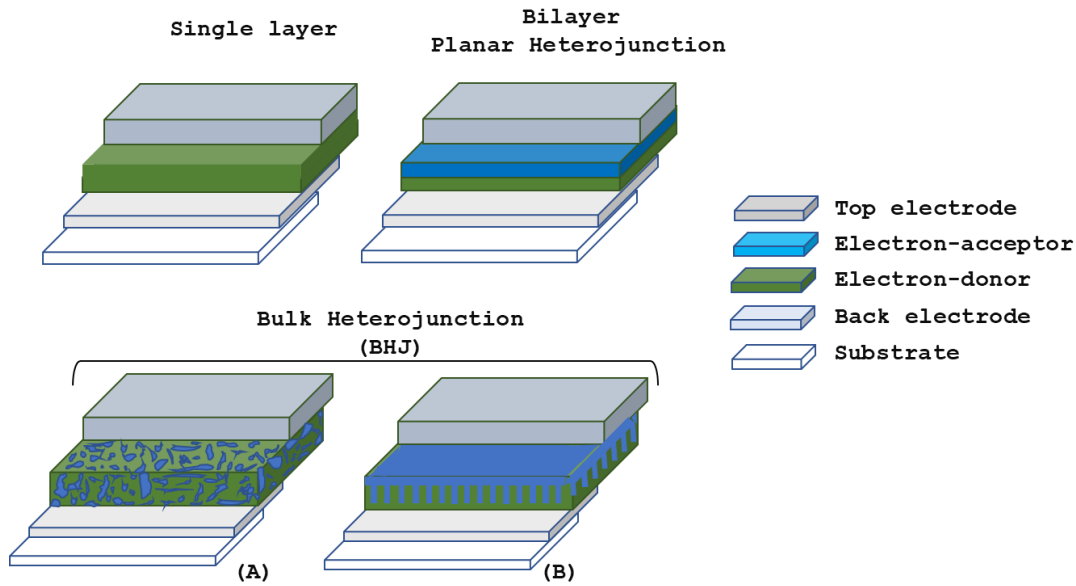 Single layer
Bilayer
Planar Heterojunction
Top electrode
Electron-acceptor
Electron-donor
Back electrode
Substrate
Bulk Heterojunction
(BHJ)
(A)
(B)